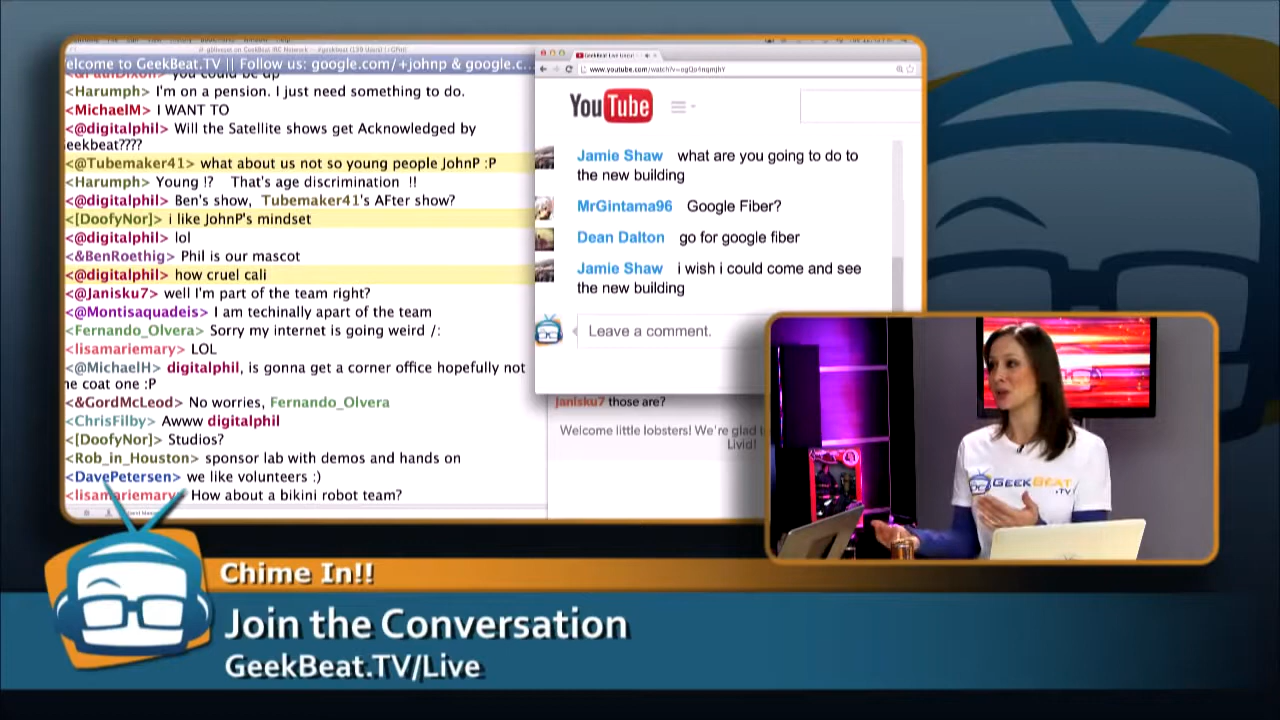 elcome to GeekBeat.TV || Follow us: google.com/+johnp & google.c...
<@PaulDixon> you could be up
<Harumph> I'm on a pension. I just need something to do.
<MichaelM> I WANT TO
<@digitalphil> Will the Satellite shows get Acknowledged by
eekbeat????
<@Tubemaker41> what about us not so young people JohnP :P
<Harumph> Young !? That's age discrimination !!
<@digitalphil> Ben's show, Tubemaker41's AFter show?
<[DoofyNor]> i like JohnP's mindset
<@digitalphil> lol
<&BenRoethig> Phil is our mascot
<@digitalphil> how cruel cali
<@Janisku7> well I'm part of the team right?
<@Montisaquadeis> I am techinally apart of the team
<Fernando_Olvera> Sorry my internet is going weird /:
<lisamariemary> LOL
<@MichaelH> digitalphil, is gonna get a corner office hopefully not
he coat one :P
<&GordMcLeod> No worries, Fernando_Olvera
<ChrisFilby> Awww digitalphil
<[DoofyNor]> Studios?
<Rob_in_Houston> sponsor lab with demos and hands on
<DavePetersen> we like volunteers :)
<lisamariemary> How about a bikini robot team?
YouTube
Jamie Shaw what are you going to do to
the new building
MrGintama96 Google Fiber?
Dean Dalton go for google fiber
Jamie Shaw i wish i could come and see
the new building
Leave a comment.
Janisku7 those are?
Welcome little lobsters! We're glad
Livid!
GEEKBEAT
.TV
Chime In!!
Join the Conversation
GeekBeat.TV/Live